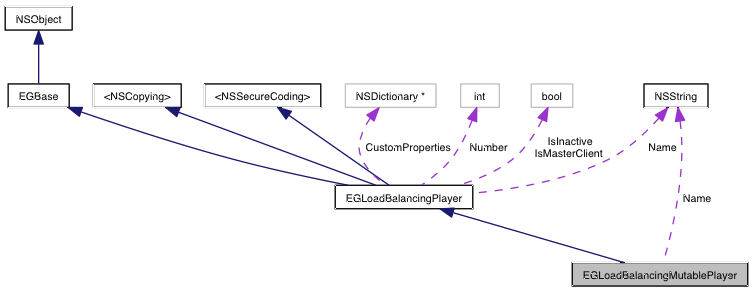 NSObject
EGBase
<NSCopying>
<NSSecureCoding>
NSDictionary *
int
bool
NSString
CustomProperties
Number
IsInactive
IsMasterClient
Name
EGLoadBalancingPlayer
Name
EGLoadBalancingMutablePlayer